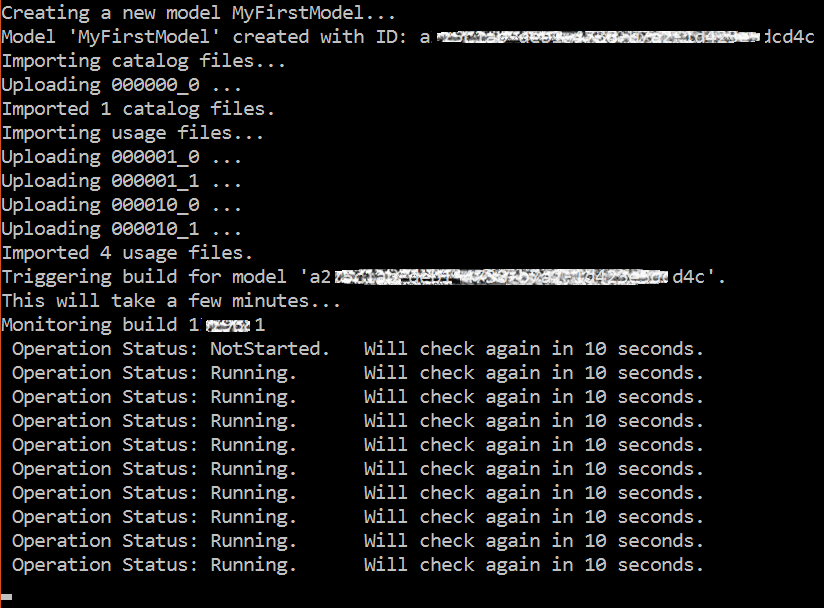 Creating a new model MyFirstModel...
Model 'MyFirstModel' created with ID: a dcd4c
Importing catalog files...
Uploading 000000_0 ...
Imported 1 catalog files.
Importing usage files...
Uploading 000001_0 ...
Uploading 000001_1 ...
Uploading 000010_0 ...
Uploading 000010_1 ...
Imported 4 usage files.
Triggering build for model 'a2 d4c'.
This will take a few minutes...
Monitoring build 1 1
Operation Status: NotStarted. Will check again in 10 seconds.
Operation Status: Running. Will check again in 10 seconds.
Operation Status: Running. Will check again in 10 seconds.
Operation Status: Running. Will check again in 10 seconds.
Operation Status: Running. Will check again in 10 seconds.
Operation Status: Running. Will check again in 10 seconds.
Operation Status: Running. Will check again in 10 seconds.
Operation Status: Running. Will check again in 10 seconds.
Operation Status: Running. Will check again in 10 seconds.
Operation Status: Running. Will check again in 10 seconds.